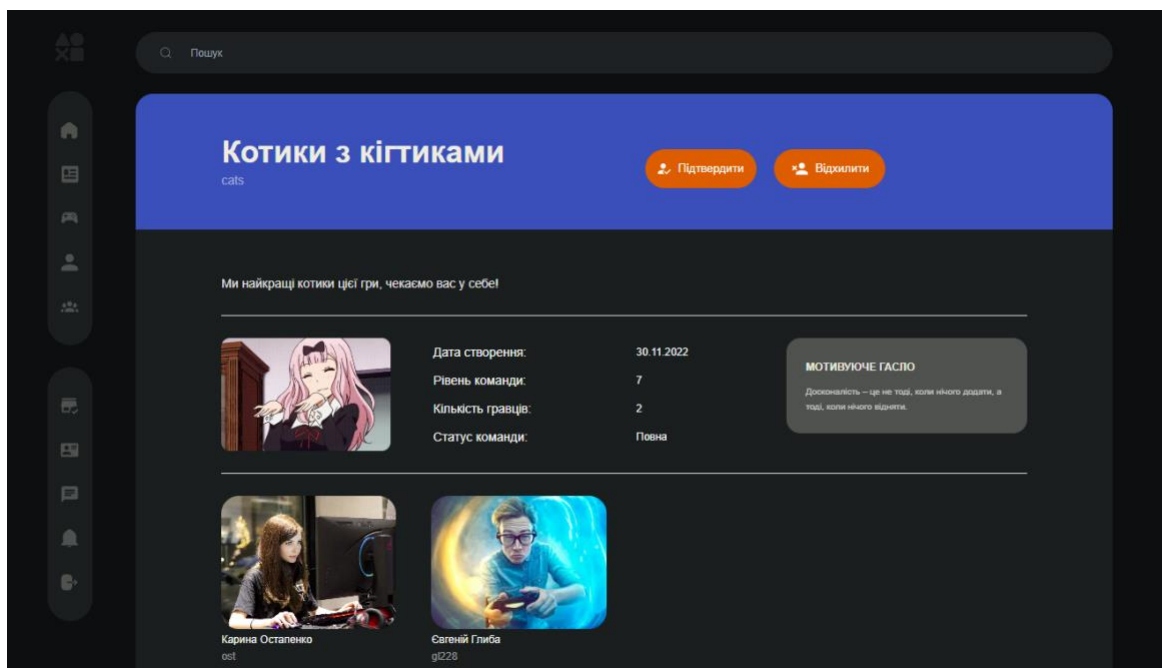 Пошук
Котики з кігтиками
cats
Підтвердити
Відхилити
Ми найкращі котики цієї гри, чекаємо вас у себе!
Дата створення: 30.11.2022
Рівень команди: 7
Кількість гравців: 2
Статус команди: Повна
МОТИВУЮЧЕ ГАСЛО
Досконалість – це не тоді, коли нічого додати, а
тоді, коли нічого відняти.
Карина Остапенко
ost
Євгеній Глиба
gl228